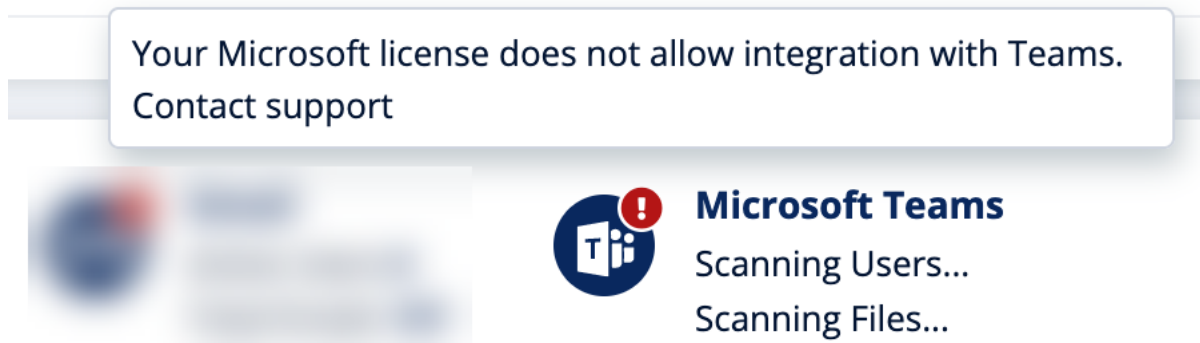 Your Microsoft license does not allow integration with Teams.
Contact support
Microsoft Teams
T
Scanning Users...
Scanning Files...